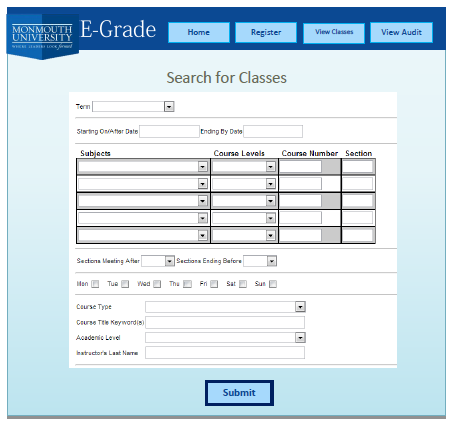 MONMOUTH
UNIVERSITY
WHERE LEADERS LOOK forward
E-Grade
Home
Register
View Classes
View Audit
Search for Classes
Term
Starting On/After Date
Ending By Date
Subjects
Course Levels
Course Number
Section
Sections Meeting After
Sections Ending Before
Mon
Tue
Wed
Thu
Fri
Sat
Sun
Course Type
Course Title Keyword(s)
Academic Level
Instructor's Last Name
Submit